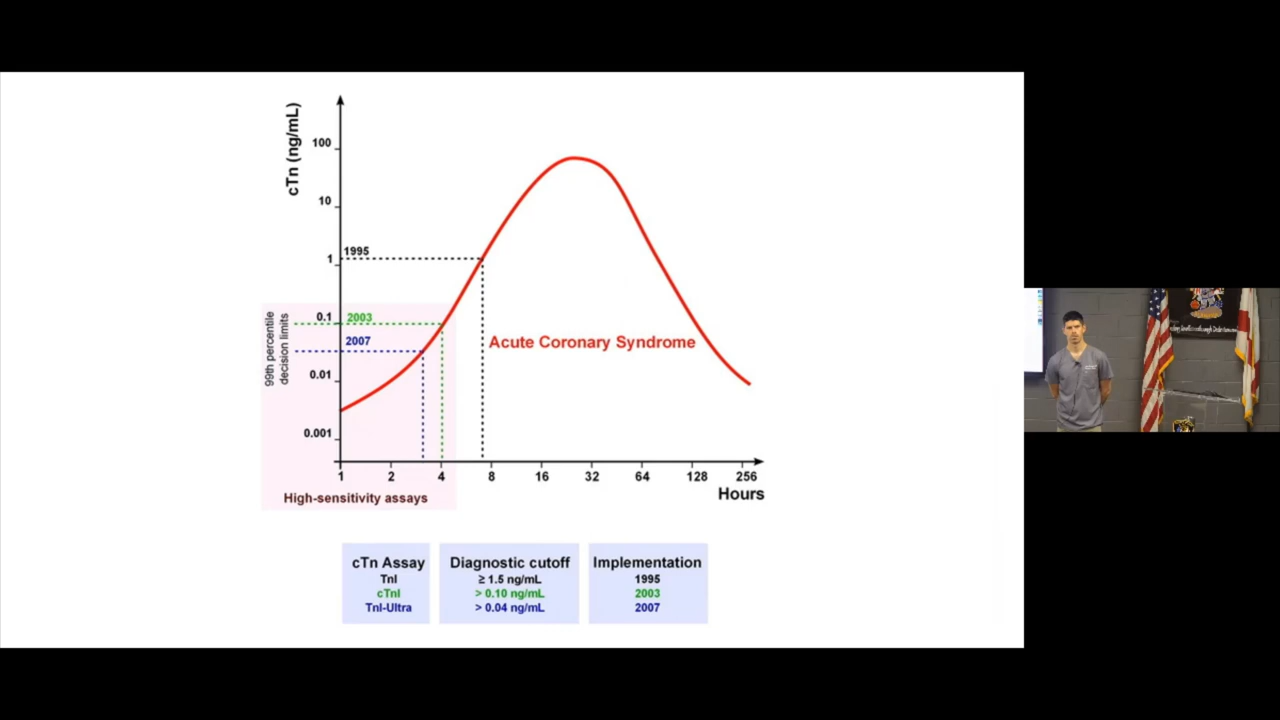 cTn (ng/mL)
100
10
1995
1
0.1
2003
2007
99th percentile
decision limits
Acute Coronary Syndrome
0.01
0.001
1 2 4 8 16 32 64 128 256
High-sensitivity assays
Hours
cTn Assay Diagnostic cutoff Implementation
TnI ≥ 1.5 ng/mL 1995
cTnI > 0.10 ng/mL 2003
TnI-Ultra > 0.04 ng/mL 2007